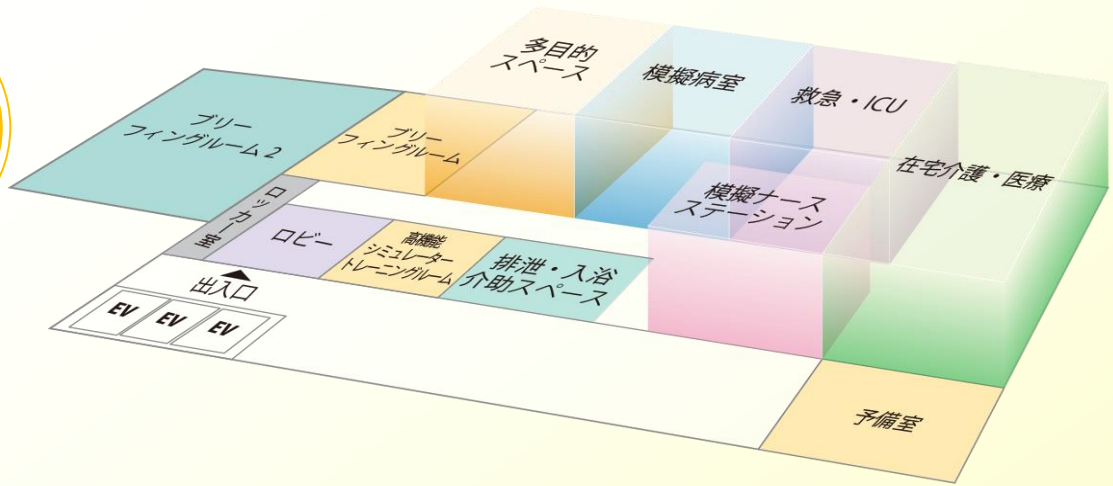 多目的
スペース
模擬病室
救急・ICU
在宅介護・医療
ブリー
フィングルーム 2
ブリー
フィングルーム
模擬ナース
ステーション
ロッカー室
ロビー
高機能
シミュレーター
トレーニングルーム
排泄・入浴
介助スペース
出入口
EV
EV
EV
予備室